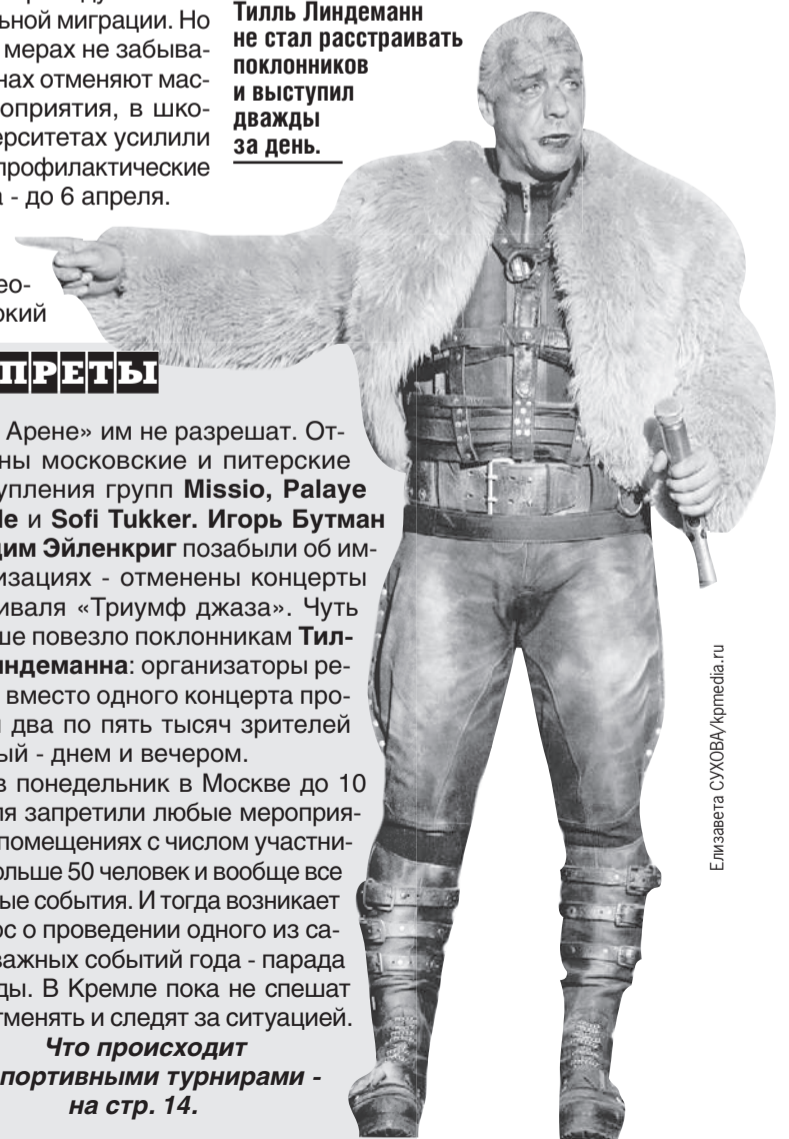 ьной миграции. Но
мерах не забыва-
нах отменяют мас-
оприятия, в шко-
ерситетах усилили
профилактические
а - до 6 апреля.
Тилль Линдеманн
не стал расстраивать
поклонников
и выступил
дважды
за день.
ео-
окий
ПРЕТЫ
Арене» им не разрешат. От-
ны московские и питерские
упления групп Missio, Palaye
le и Sofi Tukker. Игорь Бутман
дим Эйленкриг позабыли об им-
изациях - отменены концерты
иваля «Триумф джаза». Чуть
ше повезло поклонникам Тил-
индеманна: организаторы ре-
вместо одного концерта про-
и два по пять тысяч зрителей
ый - днем и вечером.
в понедельник в Москве до 10
ля запретили любые мероприя-
помещениях с числом участни-
ольше 50 человек и вообще все
ые события. И тогда возникает
ос о проведении одного из са-
важных событий года - парада
ды. В Кремле пока не спешат
тменять и следят за ситуацией.
Что происходит
портивными турнирами -
на стр. 14.
Елизавета СУХОВА/kpmedia.ru